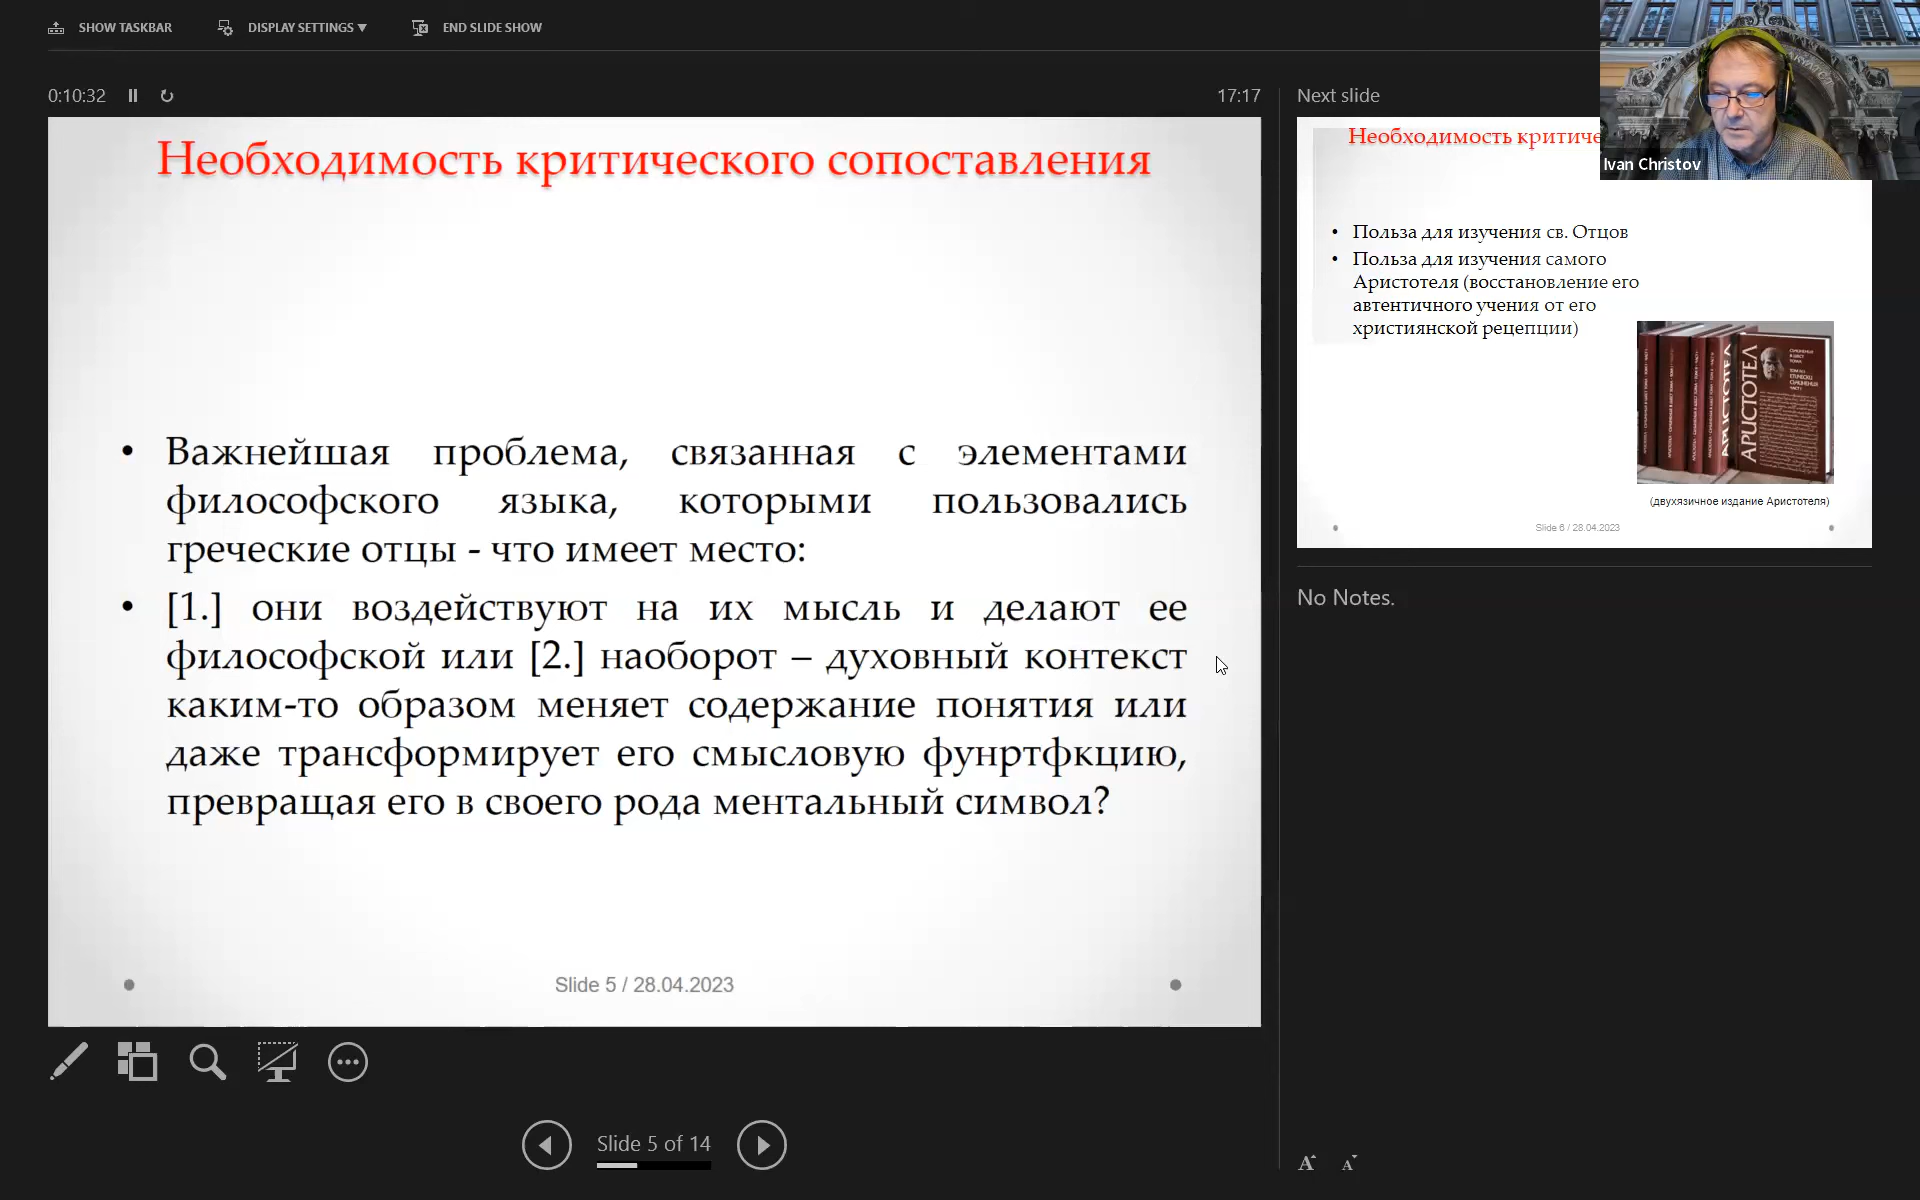 SHOW TASKBAR
DISPLAY SETTINGS ▼
END SLIDE SHOW
0:10:32
17:17
Next slide
Необходимость критического сопоставления
• Важнейшая проблема, связанная с элементами
философского языка, которыми пользовались
греческие отцы - что имеет место:
• [1.] они воздействуют на их мысль и делают ее
философской или [2.] наоборот – духовный контекст
каким-то образом меняет содержание понятия или
даже трансформирует его смысловую фунртфкцию,
превращая его в своего рода ментальный символ?
Slide 5 / 28.04.2023
Slide 5 of 14
Необходимость критиче
Ivan Christov
• Польза для изучения св. Отцов
• Польза для изучения самого
Аристотеля (восстановление его
автентичного учения от его
християнской рецепции)
АРИСТОТЕЛ
АРИСТОТЕЛ
(двухязичное издание Аристотеля)
Slide 6 / 28.04.2023
No Notes.
A A